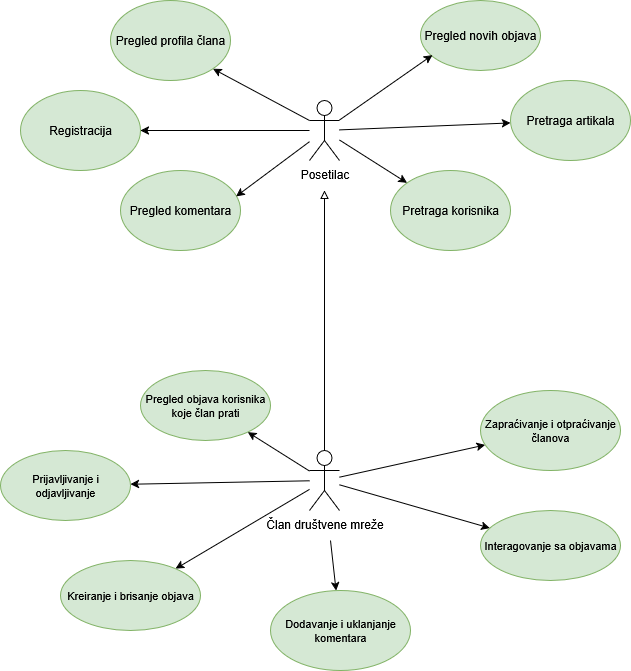 Pregled profila člana
Pregled novih objava
Registracija
Pretraga artikala
Posetilac
Pregled komentara
Pretraga korisnika
Pregled objava korisnika
koje član prati
Zapraćivanje i otpraćivanje
članova
Prijavljivanje i
odjavljivanje
Član društvene mreže
Interagovanje sa objavama
Kreiranje i brisanje objava
Dodavanje i uklanjanje
komentara